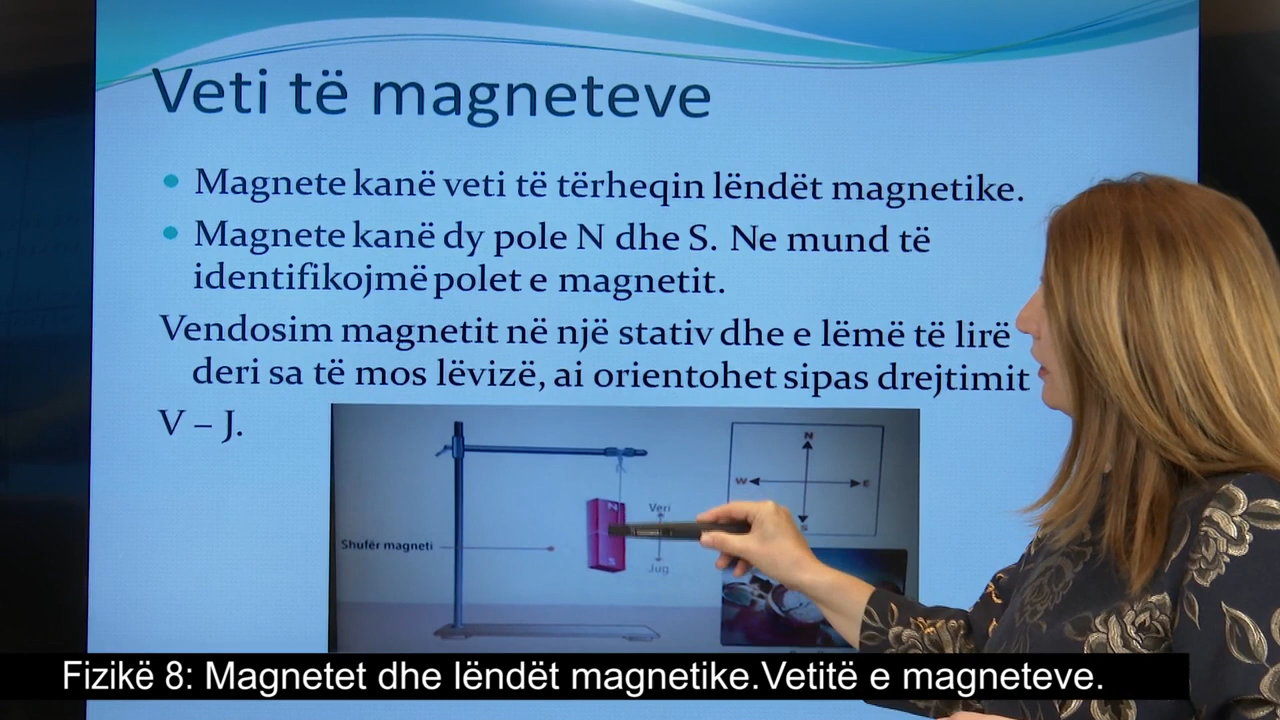 Veti të magneteve
Magnete kanë veti të tërheqin lëndët magnetike.
Magnete kanë dy pole N dhe S. Ne mund të
identifikojmë polet e magnetit.
Vendosim magnetit në një stativ dhe e lëmë të lirë
deri sa të mos lëvizë, ai orientohet sipas drejtimit
V – J.
N
W
E
S
N
Veri
Shufër magneti
S
Jug
Fizikë 8: Magnetet dhe lëndët magnetike.Vetitë e magneteve.